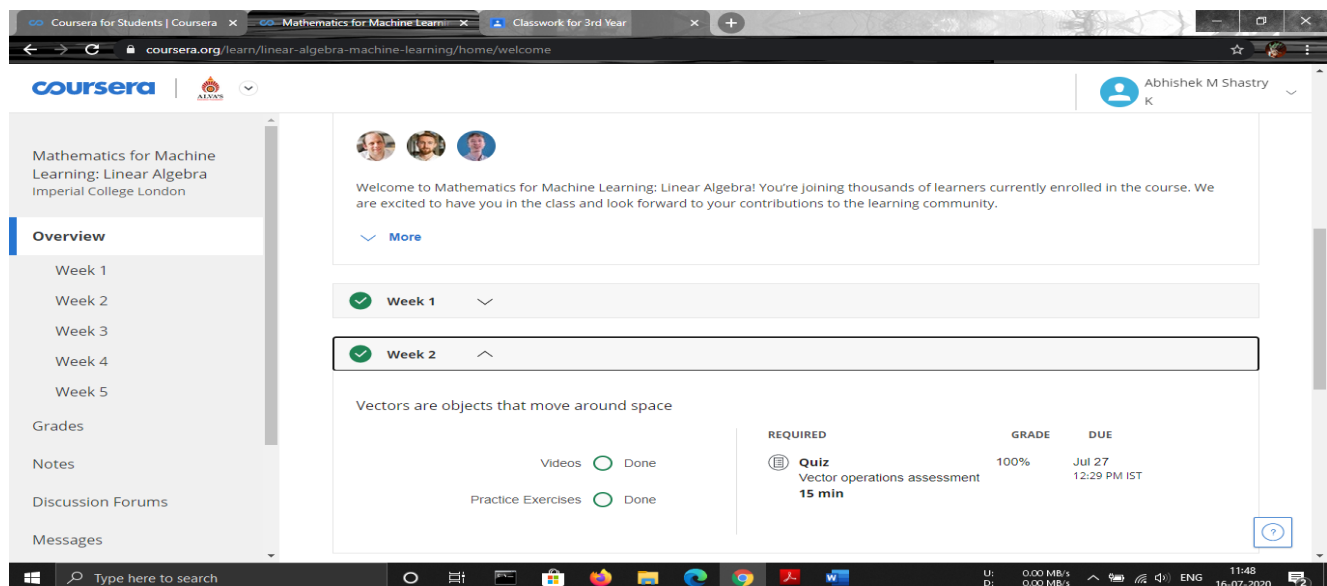 Coursera for Students | Coursera
Mathematics for Machine Learni
Classwork for 3rd Year
coursera.org/learn/linear-algebra-machine-learning/home/welcome
coursera
ALVA'S
Abhishek M Shastry
K
Mathematics for Machine
Learning: Linear Algebra
Imperial College London
Overview
Week 1
Week 2
Week 3
Week 4
Week 5
Grades
Notes
Discussion Forums
Messages
Welcome to Mathematics for Machine Learning: Linear Algebra! You're joining thousands of learners currently enrolled in the course. We
are excited to have you in the class and look forward to your contributions to the learning community.
More
Week 1
Week 2
Vectors are objects that move around space
Videos Done
Practice Exercises Done
REQUIRED GRADE DUE
Quiz 100% Jul 27
Vector operations assessment 12:29 PM IST
15 min
?
Type here to search
U: 0.00 MB/s
D: 0.00 MB/s
ENG
11:48
16-07-2020
2